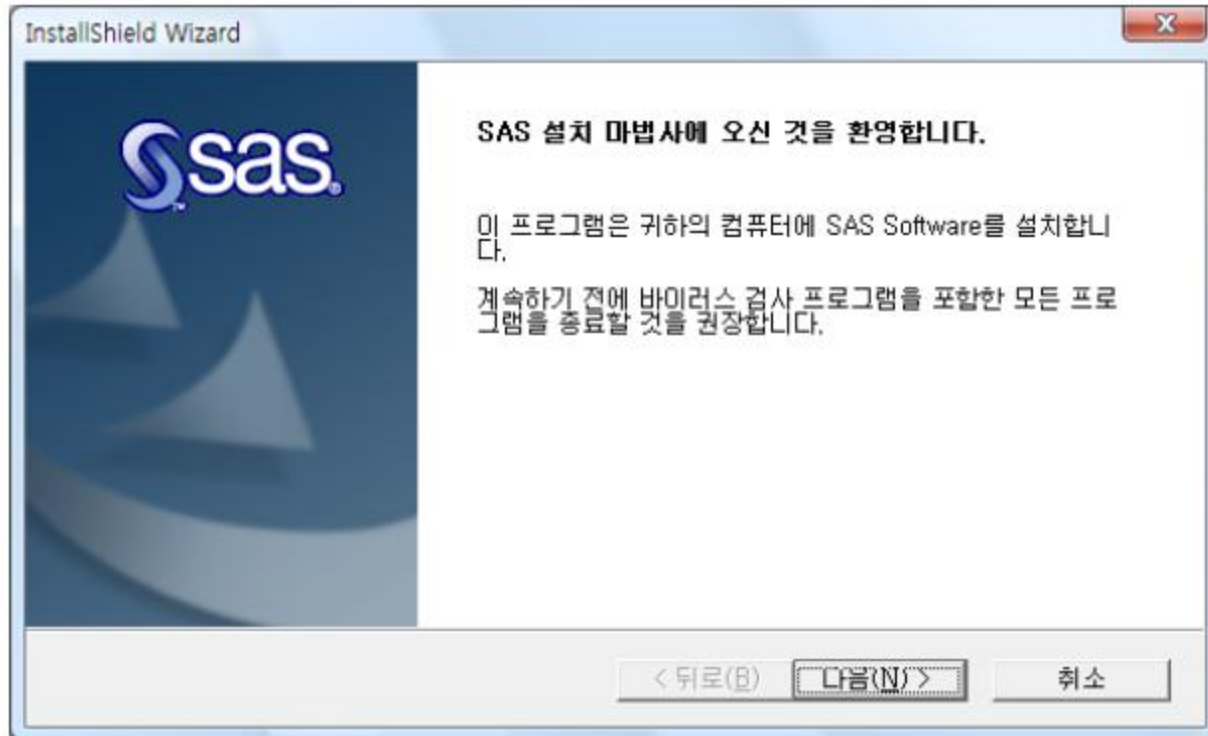 InstallShield Wizard
sas.
SAS 설치 마법사에 오신 것을 환영합니다.
이 프로그램은 귀하의 컴퓨터에 SAS Software를 설치합니
다.
계속하기 전에 바이러스 검사 프로그램을 포함한 모든 프로
그램을 종료할 것을 권장합니다.
< 뒤로(B) 다음(N) > 취소